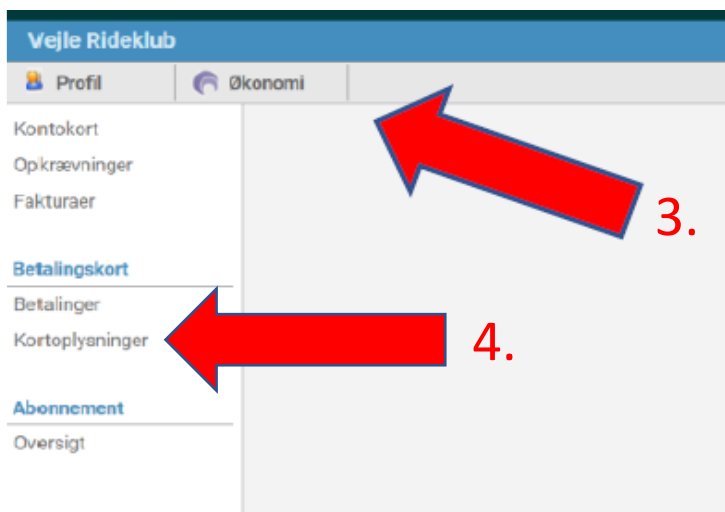 Vejle Rideklub
Profil
Økonomi
Kontokort
Opkrævninger
Fakturaer
3.
Betalingskort
Betalinger
Kortoplysninger
4.
Abonnement
Oversigt